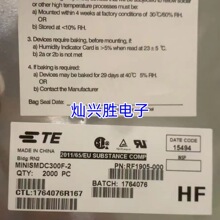 or other high temperature processes must be:
a) Mounted within 4 weeks at factory conditions of 30°C/60% RH.
OR
b) Stored at <10% RH.
3. Devices require baking, before mounting, if:
a) Humidity Indicator Card is >5% when read at 23 ± 5°C
or
b) 2a or 2b is not met.
4. If baking is required,
a) Devices may be baked for 29 days at 40°C 5% RH.
Bag Seal Date:
灿兴胜电子
TE
MADE IN CHINA
Bldg RN2
2011/65/EU SUBSTANCE COMP
DATE CODE
15494
MSF
MINISMDC300F-2
PN:RF1905-000
QTY: 2000 PC
BATCH: 1764076
CTL:1764076R167
HF